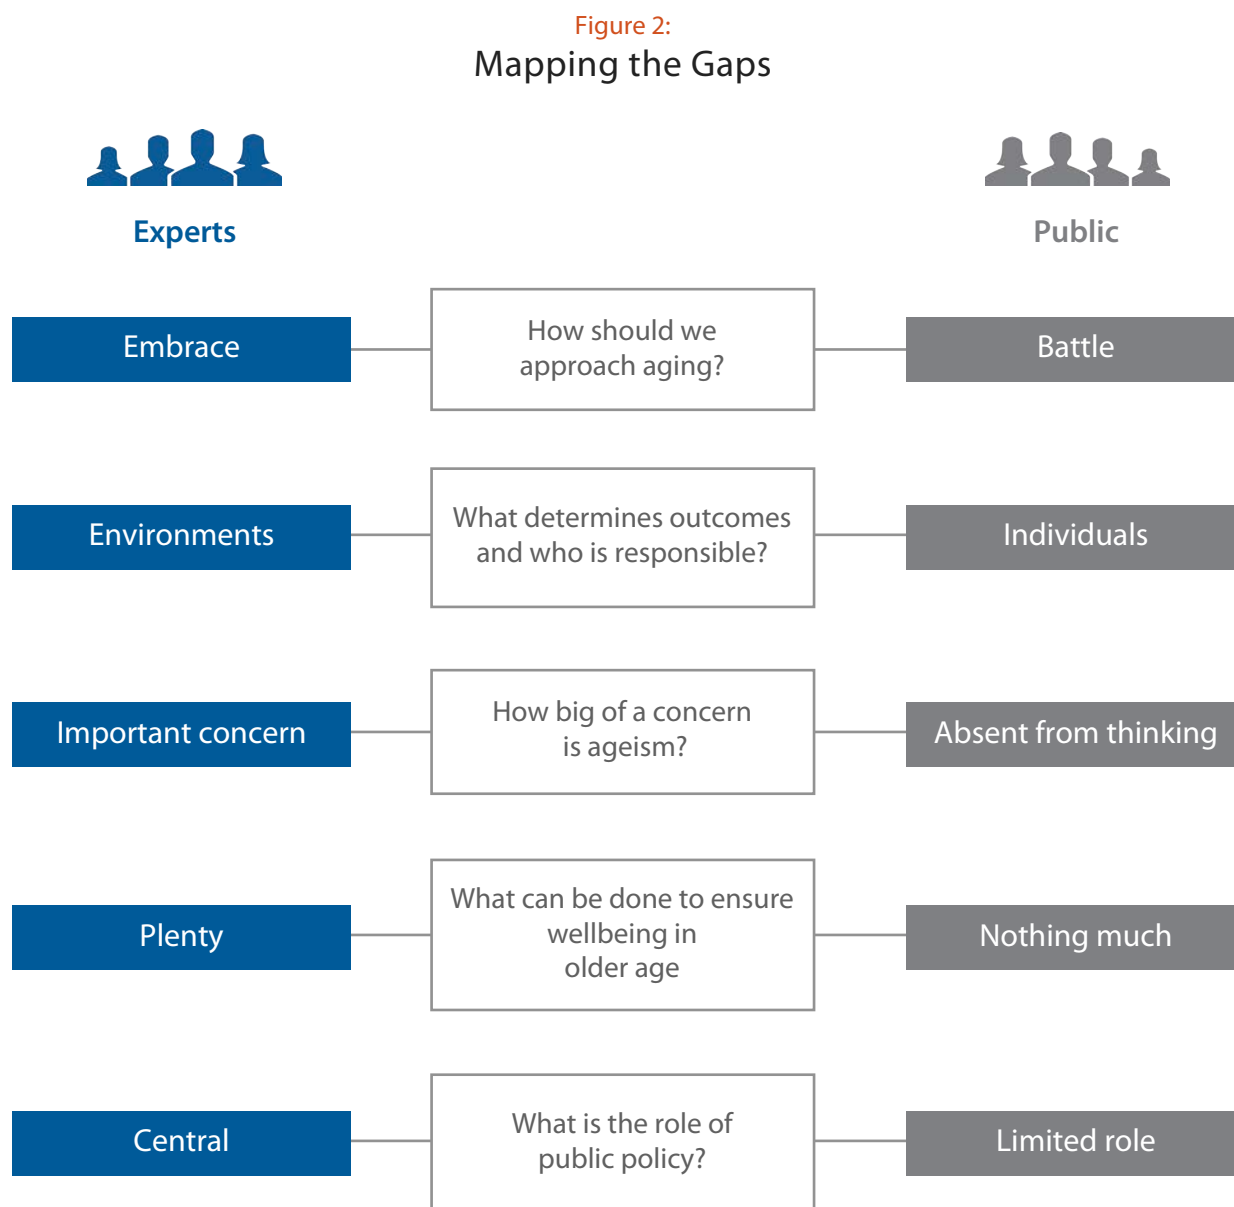 Figure 2:
Mapping the Gaps
Experts
Public
Embrace
How should we
approach aging?
Battle
Environments
What determines outcomes
and who is responsible?
Individuals
Important concern
How big of a concern
is ageism?
Absent from thinking
Plenty
What can be done to ensure
wellbeing in
older age
Nothing much
Central
What is the role of
public policy?
Limited role